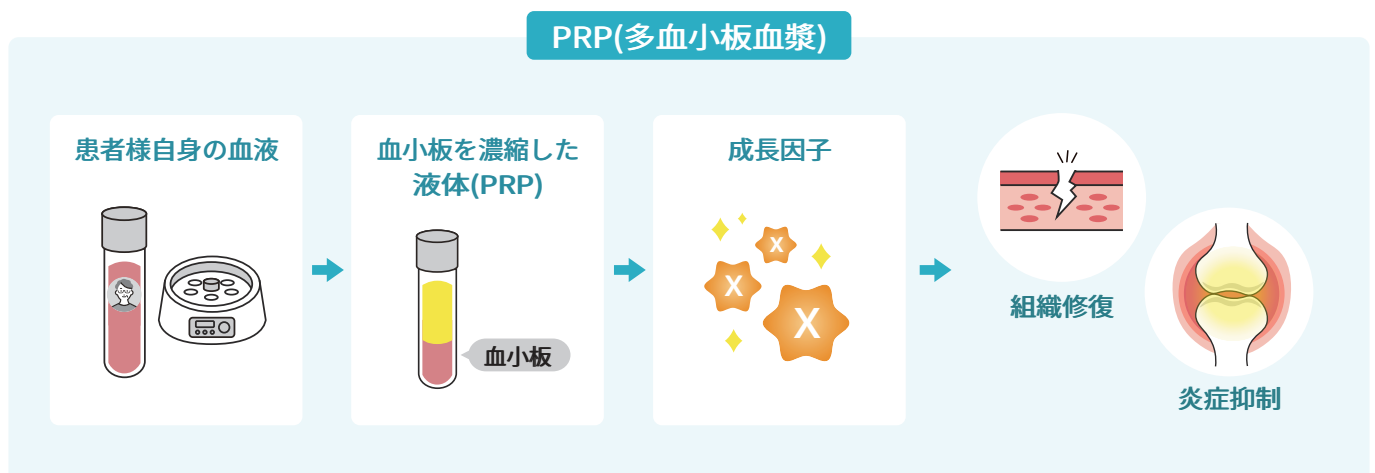 PRP(多血小板血漿)
患者様自身の血液
血小板を濃縮した
液体(PRP)
血小板
成長因子
X
X
X
組織修復
炎症抑制